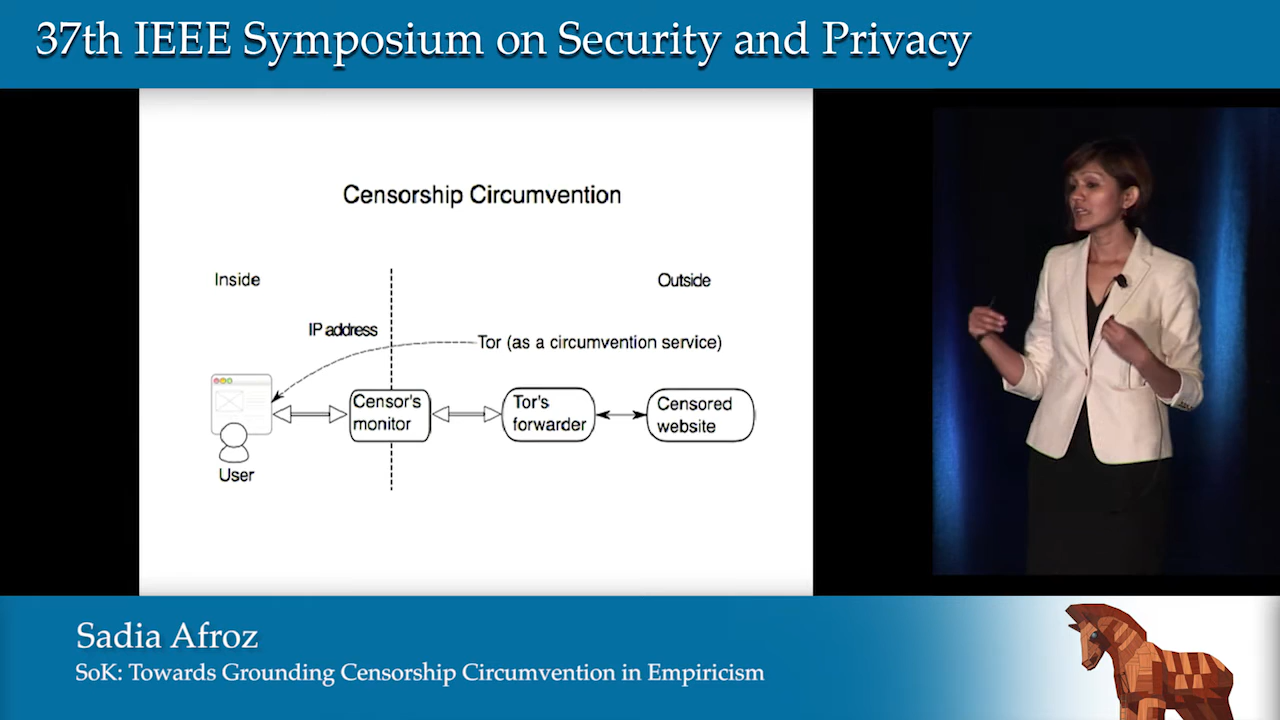 37th IEEE Symposium on Security and Privacy
Censorship Circumvention
Inside
Outside
IP address
Tor (as a circumvention service)
Censor's
monitor
Tor's
forwarder
Censored
website
User
Sadia Afroz
SoK: Towards Grounding Censorship Circumvention in Empiricism